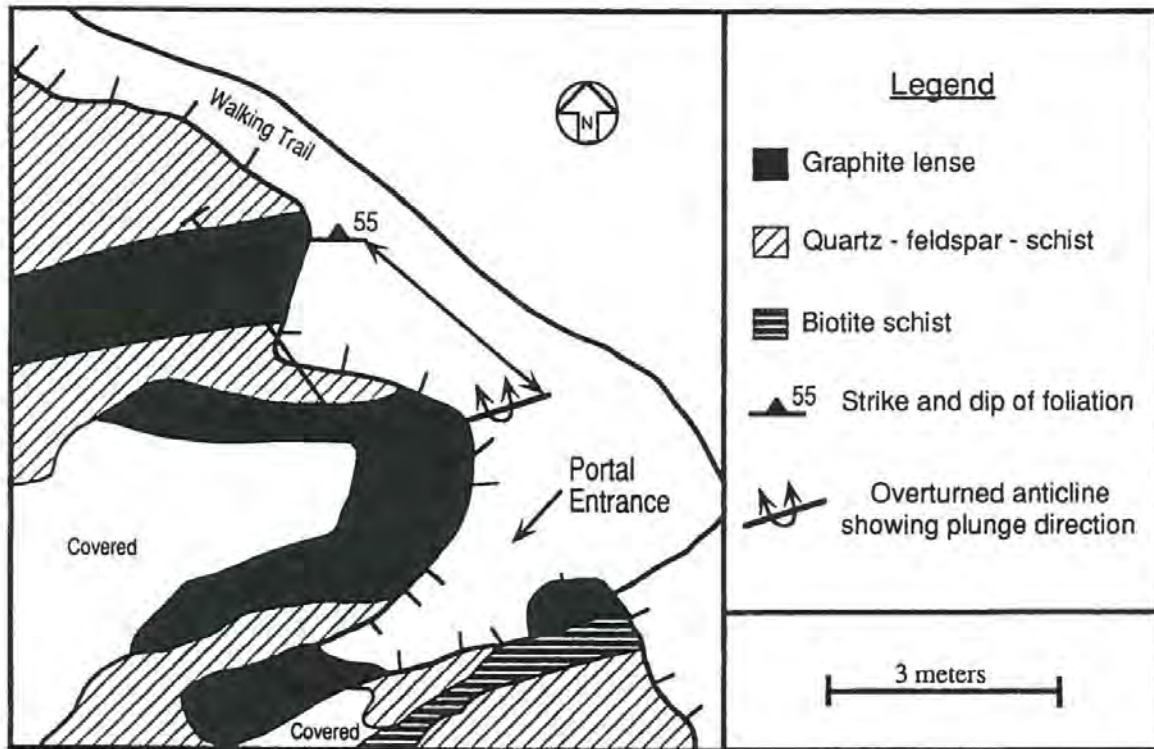 Walking Trail
N
55
Portal
Entrance
Covered
Covered
Legend
Graphite lense
Quartz - feldspar - schist
Biotite schist
55
Strike and dip of foliation
Overturned anticline
showing plunge direction
3 meters